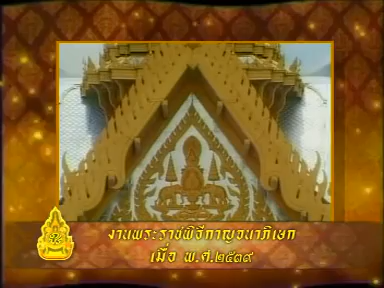 งานพระราชพิธีกาญจนาภิเษก
เมื่อ พ.ศ.๒๕๓๙